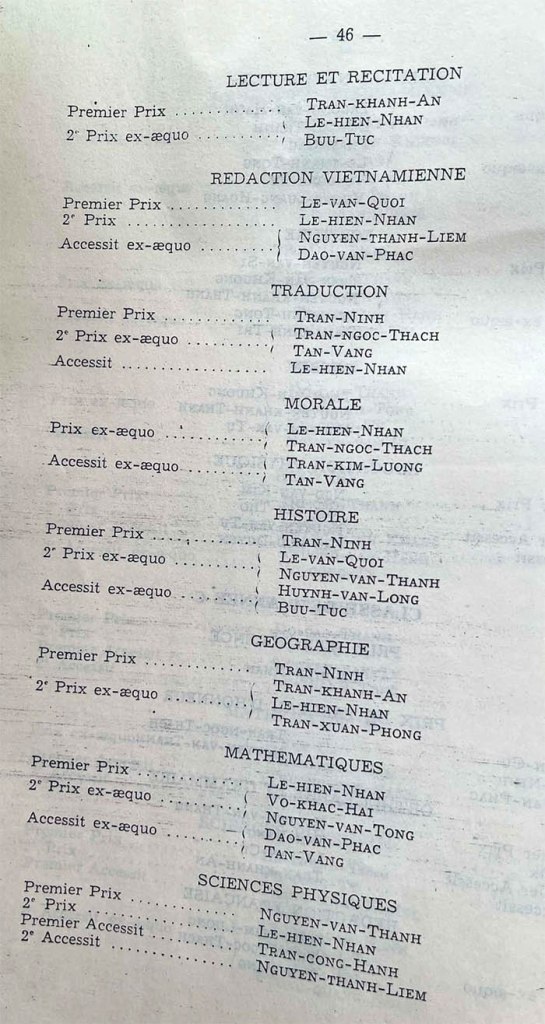 — 46 —
LECTURE ET RECITATION
Premier Prix .................. TRAN-KHANH-AN
2e Prix ex-æquo ............. LE-HIEN-NHAN
BUU-TUC
REDACTION VIETNAMIENNE
Premier Prix .................. LE-VAN-QUOI
2e Prix ......................... LE-HIEN-NHAN
Accessit ex-æquo ............ NGUYEN-THANH-LIEM
DAO-VAN-PHAC
TRADUCTION
Premier Prix .................. TRAN-NINH
2e Prix ex-æquo ............. TRAN-NGOC-THACH
TAN-VANG
Accessit ....................... LE-HIEN-NHAN
MORALE
Prix ex-æquo ................. LE-HIEN-NHAN
TRAN-NGOC-THACH
Accessit ex-æquo ............ TRAN-KIM-LUONG
TAN-VANG
HISTOIRE
Premier Prix .................. TRAN-NINH
2e Prix ex-æquo ............. LE-VAN-QUOI
NGUYEN-VAN-THANH
Accessit ex-æquo ............ HUYNH-VAN-LONG
BUU-TUC
GEOGRAPHIE
Premier Prix .................. TRAN-NINH
TRAN-KHANH-AN
2e Prix ex-æquo ............. LE-HIEN-NHAN
TRAN-XUAN-PHONG
MATHEMATIQUES
Premier Prix .................. LE-HIEN-NHAN
2e Prix ex-æquo ............. VO-KHAC-HAI
NGUYEN-VAN-TONG
Accessit ex-æquo ............ DAO-VAN-PHAC
TAN-VANG
SCIENCES PHYSIQUES
Premier Prix .................. NGUYEN-VAN-THANH
2e Prix ......................... LE-HIEN-NHAN
Premier Accessit ............. TRAN-CONG-HANH
2e Accessit .................... NGUYEN-THANH-LIEM